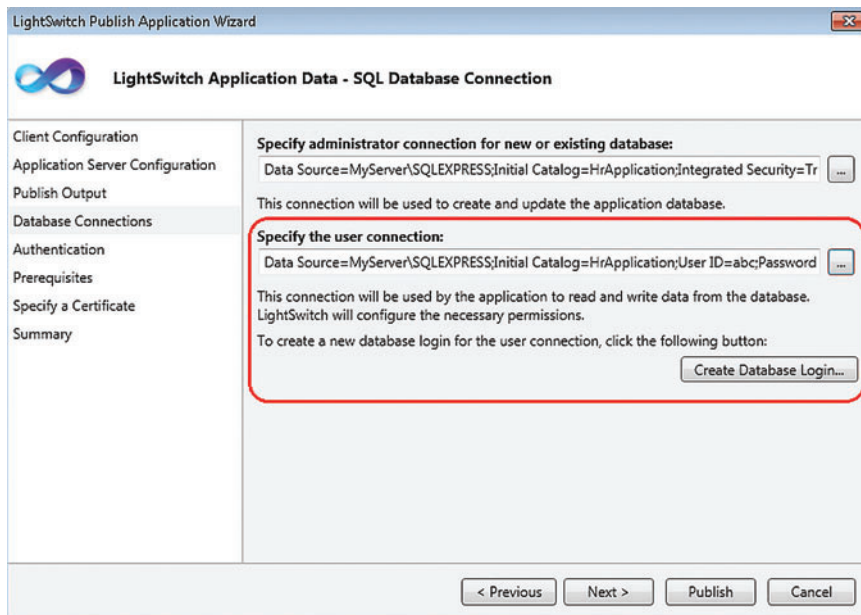 LightSwitch Publish Application Wizard
LightSwitch Application Data - SQL Database Connection
Client Configuration
Application Server Configuration
Publish Output
Database Connections
Authentication
Prerequisites
Specify a Certificate
Summary
Specify administrator connection for new or existing database:
Data Source=MyServer\SQLEXPRESS;Initial Catalog=HrApplication;Integrated Security=Tr
...
This connection will be used to create and update the application database.
Specify the user connection:
Data Source=MyServer\SQLEXPRESS;Initial Catalog=HrApplication;User ID=abc;Password
...
This connection will be used by the application to read and write data from the database.
LightSwitch will configure the necessary permissions.
To create a new database login for the user connection, click the following button:
Create Database Login...
< Previous Next > Publish Cancel